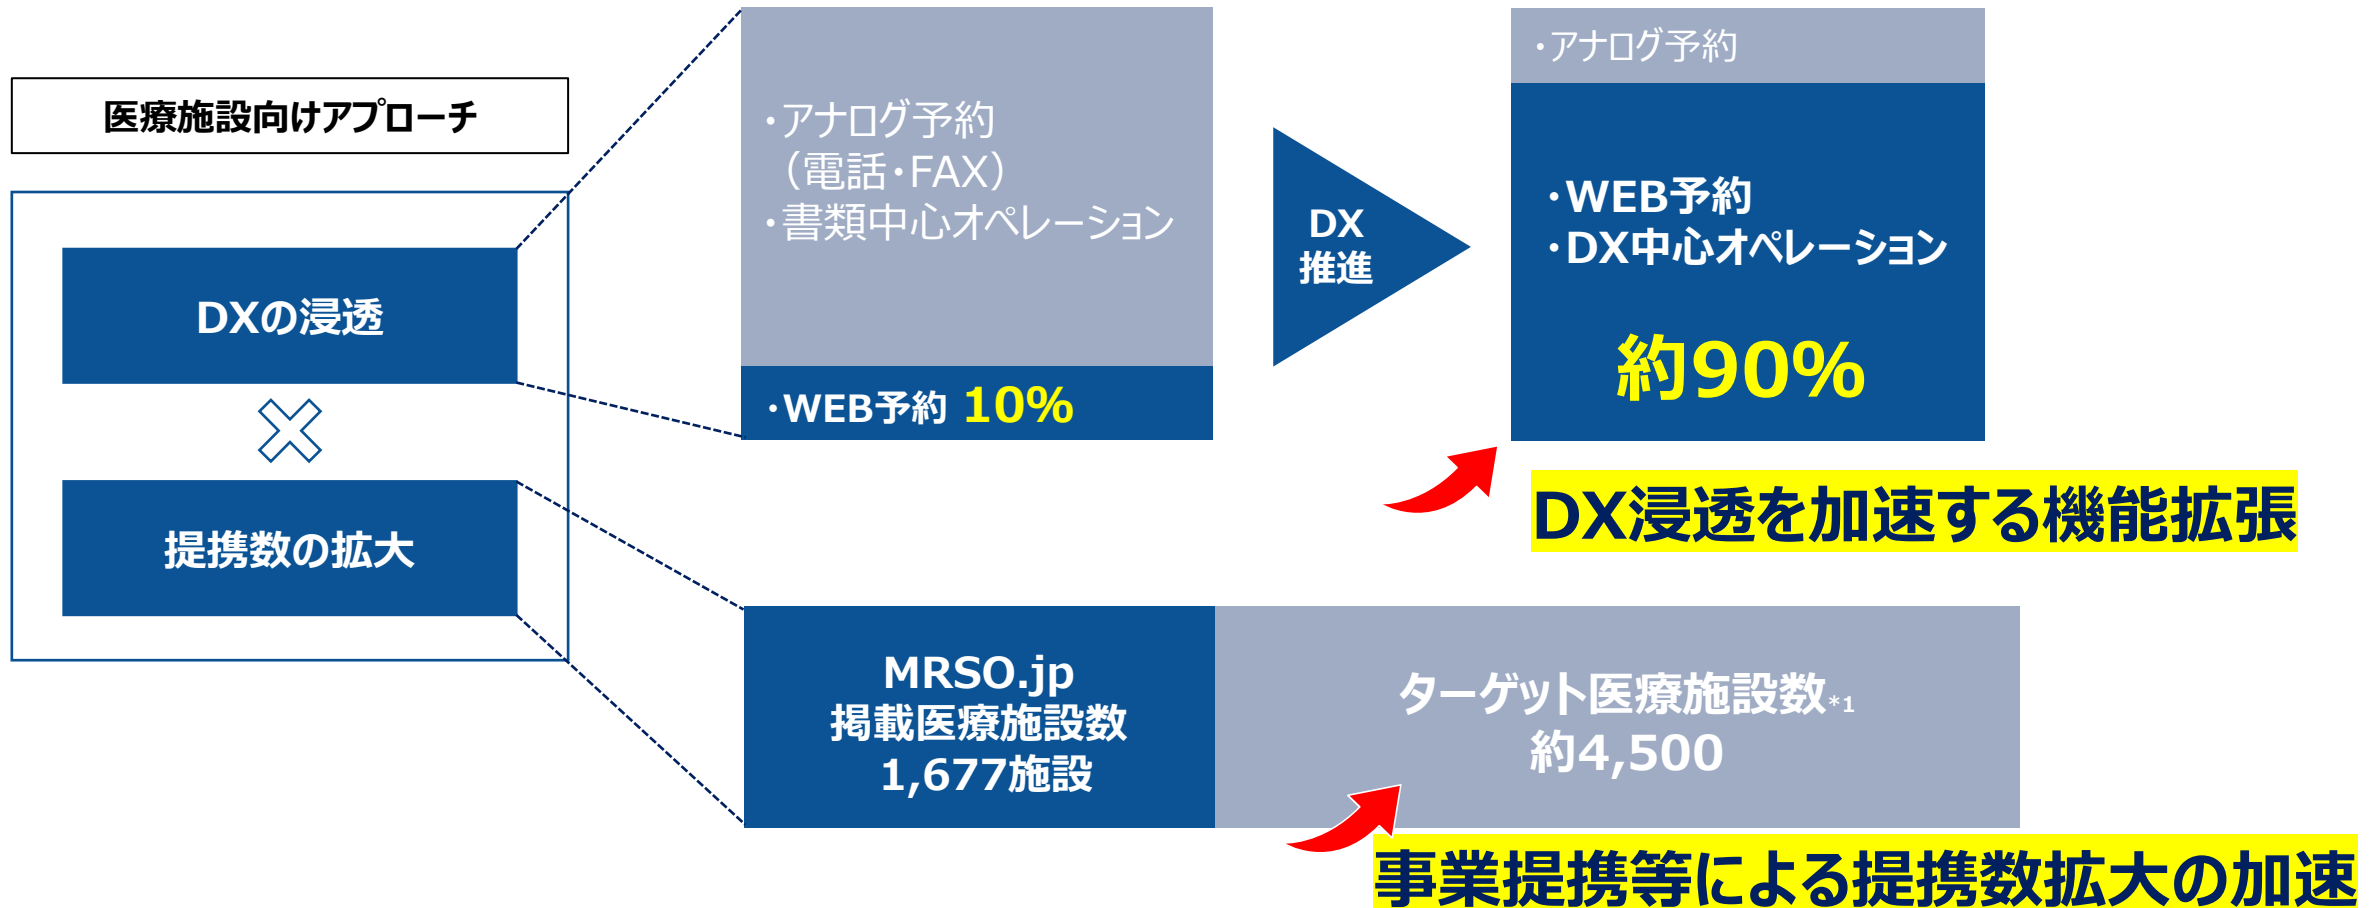 医療施設向けアプローチ
DXの浸透
提携数の拡大
・アナログ予約
（電話・FAX）
・書類中心オペレーション
・WEB予約 10%
DX
推進
・アナログ予約
・WEB予約
・DX中心オペレーション
約90%
DX浸透を加速する機能拡張
MRSO.jp
掲載医療施設数
1,677施設
ターゲット医療施設数*1
約4,500
事業提携等による提携数拡大の加速